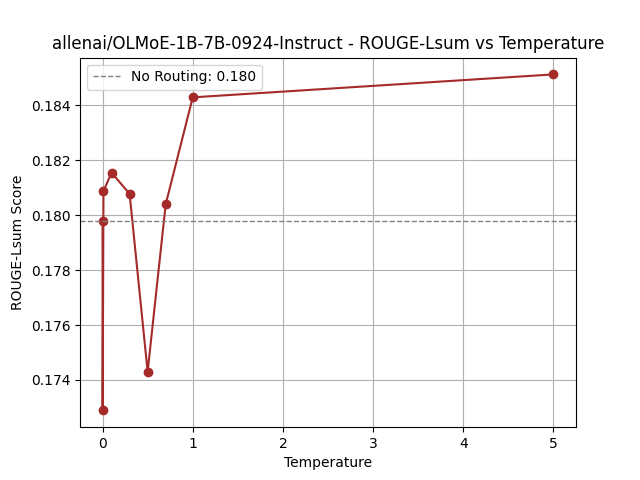 allenai/OLMoE-1B-7B-0924-Instruct - ROUGE-Lsum vs Temperature
No Routing: 0.180
ROUGE-Lsum Score
0.184
0.182
0.180
0.178
0.176
0.174
0 1 2 3 4 5
Temperature